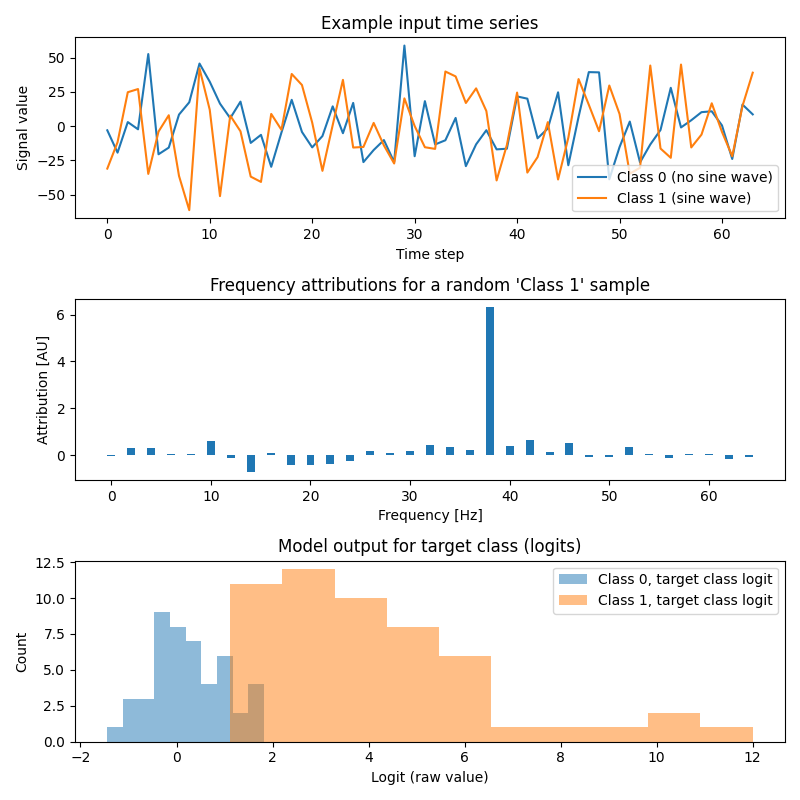 Example input time series
Signal value
50
25
0
−25
−50
Class 0 (no sine wave)
Class 1 (sine wave)
0 10 20 30 40 50 60
Time step
Frequency attributions for a random 'Class 1' sample
Attribution [AU]
6
4
2
0
0 10 20 30 40 50 60
Frequency [Hz]
Model output for target class (logits)
Count
12.5
10.0
7.5
5.0
2.5
0.0
Class 0, target class logit
Class 1, target class logit
−2 0 2 4 6 8 10 12
Logit (raw value)